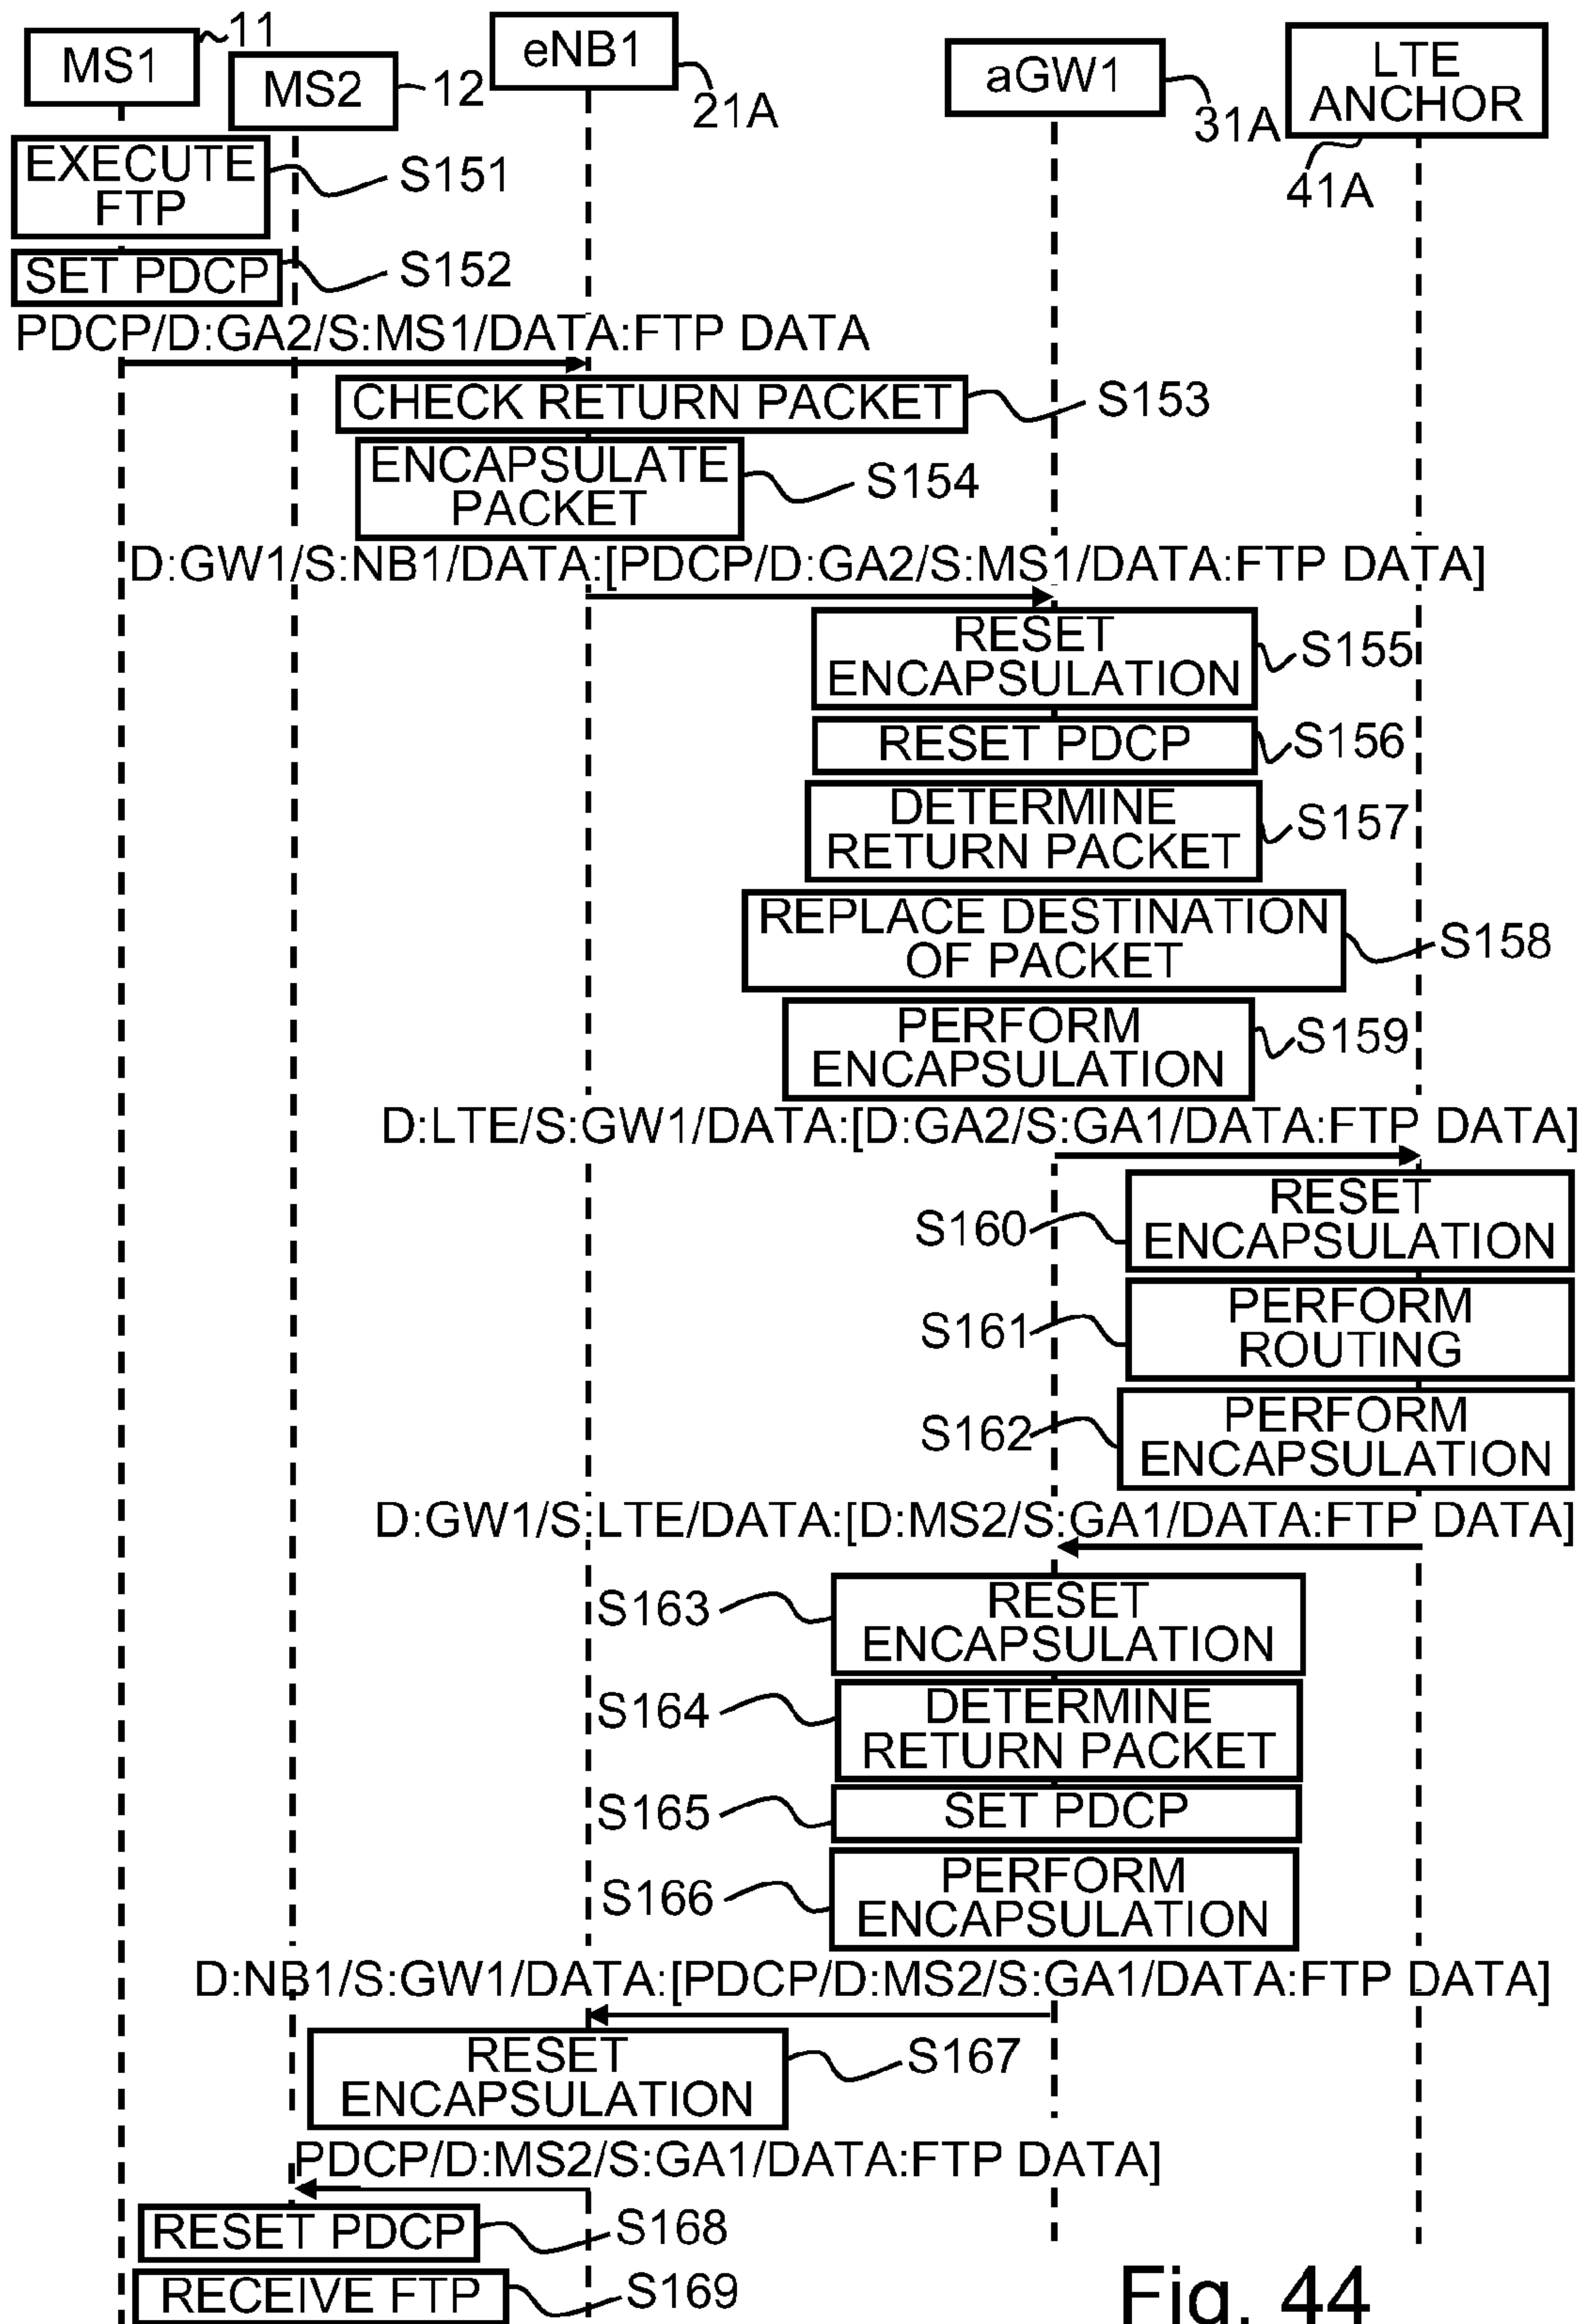 MS1
11
MS2
12
eNB1
21A
aGW1
31A
LTE
ANCHOR
41A
EXECUTE
FTP
S151
SET PDCP
S152
PDCP/D:GA2/S:MS1/DATA:FTP DATA
CHECK RETURN PACKET
S153
ENCAPSULATE
PACKET
S154
D:GW1/S:NB1/DATA:[PDCP/D:GA2/S:MS1/DATA:FTP DATA]
RESET
ENCAPSULATION
S155
RESET PDCP
S156
DETERMINE
RETURN PACKET
S157
REPLACE DESTINATION
OF PACKET
S158
PERFORM
ENCAPSULATION
S159
D:LTE/S:GW1/DATA:[D:GA2/S:GA1/DATA:FTP DATA]
S160
RESET
ENCAPSULATION
S161
PERFORM
ROUTING
S162
PERFORM
ENCAPSULATION
D:GW1/S:LTE/DATA:[D:MS2/S:GA1/DATA:FTP DATA]
S163
RESET
ENCAPSULATION
S164
DETERMINE
RETURN PACKET
S165
SET PDCP
S166
PERFORM
ENCAPSULATION
D:NB1/S:GW1/DATA:[PDCP/D:MS2/S:GA1/DATA:FTP DATA]
RESET
ENCAPSULATION
S167
PDCP/D:MS2/S:GA1/DATA:FTP DATA]
RESET PDCP
S168
RECEIVE FTP
S169
Fig. 44